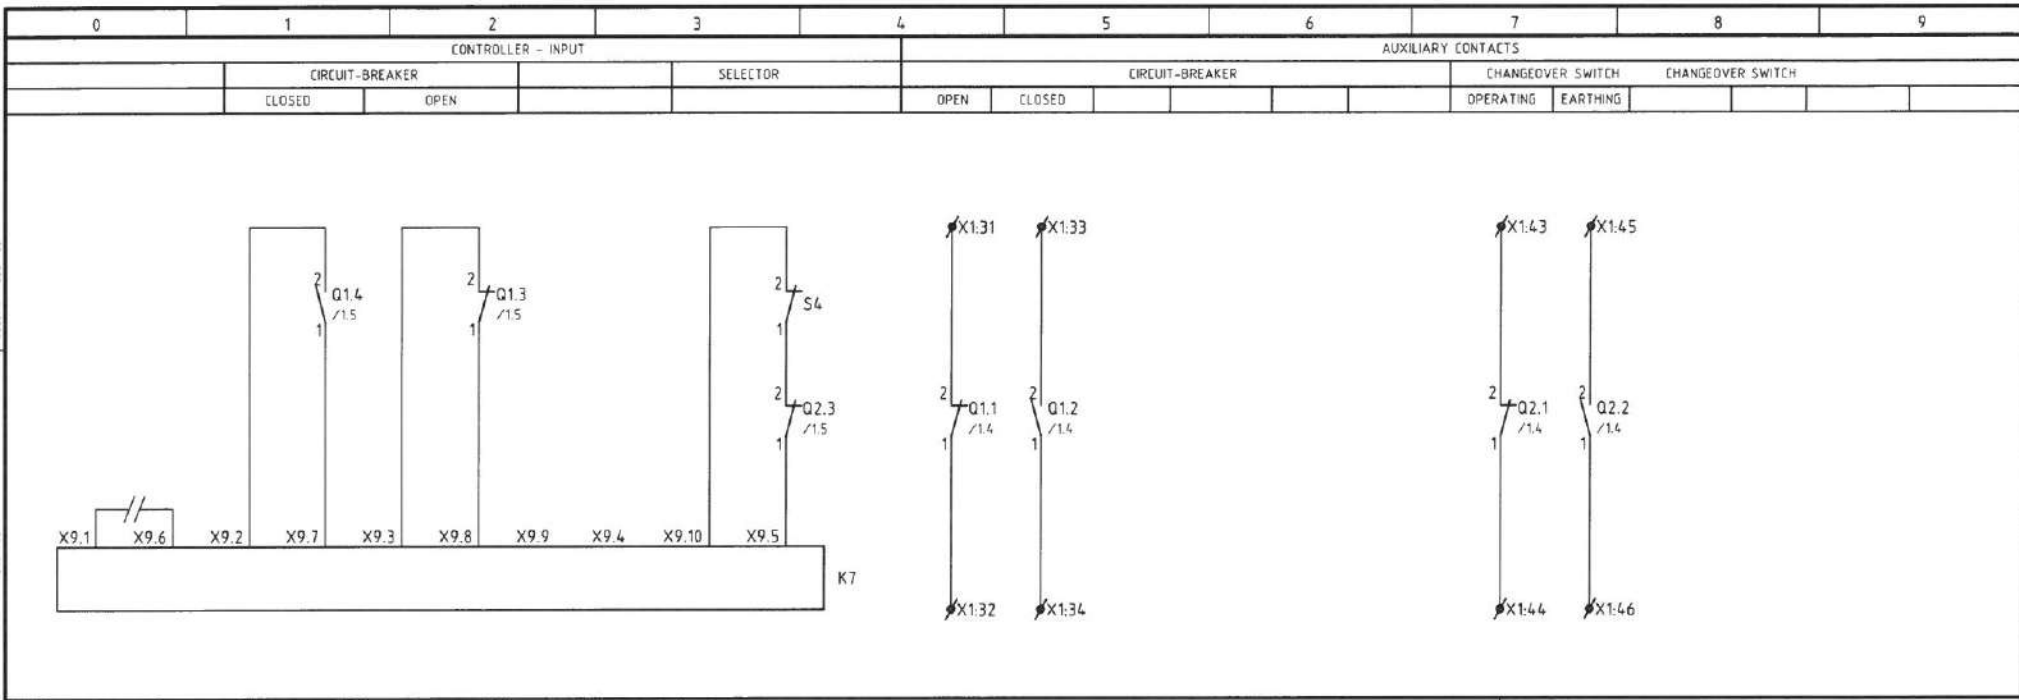 0 1 2 3 4 5 6 7 8 9
CONTROLLER - INPUT AUXILIARY CONTACTS
CIRCUIT-BREAKER SELECTOR CIRCUIT-BREAKER CHANGEOVER SWITCH CHANGEOVER SWITCH
CLOSED OPEN OPEN CLOSED OPERATING EARTHING
X1:31 X1:33 X1:43 X1:45
2 2 2
Q1.4 Q1.3 S4
/1.5 /1.5
1 1 1
2 2 2 2 2
Q2.3 Q1.1 Q1.2 Q2.1 Q2.2
/1.5 /1.4 /1.4 /1.4 /1.4
1 1 1 1 1
X9.1 X9.6 X9.2 X9.7 X9.3 X9.8 X9.9 X9.4 X9.10 X9.5
K7
X1:32 X1:34 X1:44 X1:46